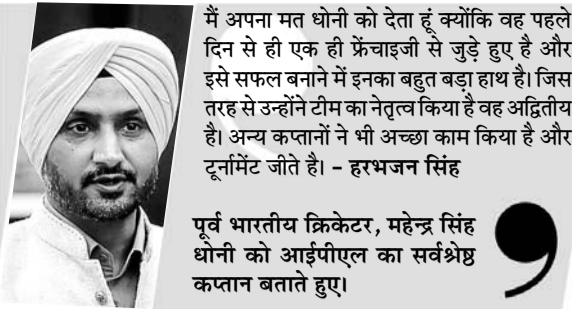 मैं अपना मत धोनी को देता हूं क्योंकि वह पहले
दिन से ही एक ही फ्रेंचाइजी से जुड़े हुए है और
इसे सफल बनाने में इनका बहुत बड़ा हाथ है। जिस
तरह से उन्होंने टीम का नेतृत्व किया है वह अद्वितीय
है। अन्य कप्तानों ने भी अच्छा काम किया है और
टूर्नामेंट जीते है। – हरभजन सिंह
पूर्व भारतीय क्रिकेटर, महेन्द्र सिंह
धोनी को आईपीएल का सर्वश्रेष्ठ
कप्तान बताते हुए।